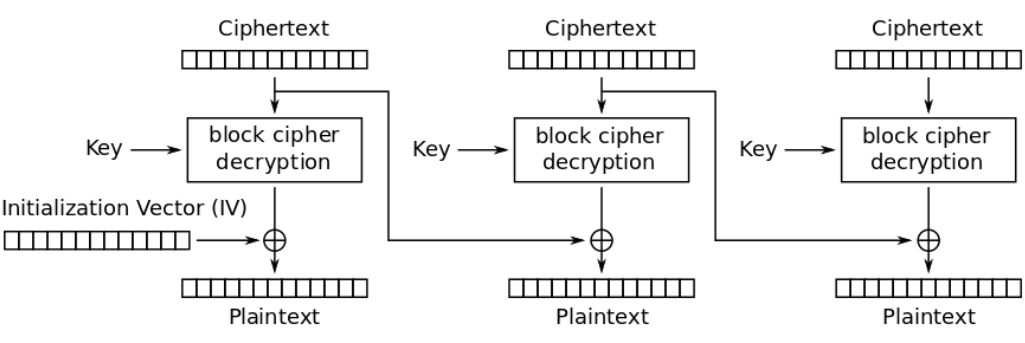 Ciphertext
Ciphertext
Ciphertext
Key
block cipher
decryption
Key
block cipher
decryption
Key
block cipher
decryption
Initialization Vector (IV)
Plaintext
Plaintext
Plaintext